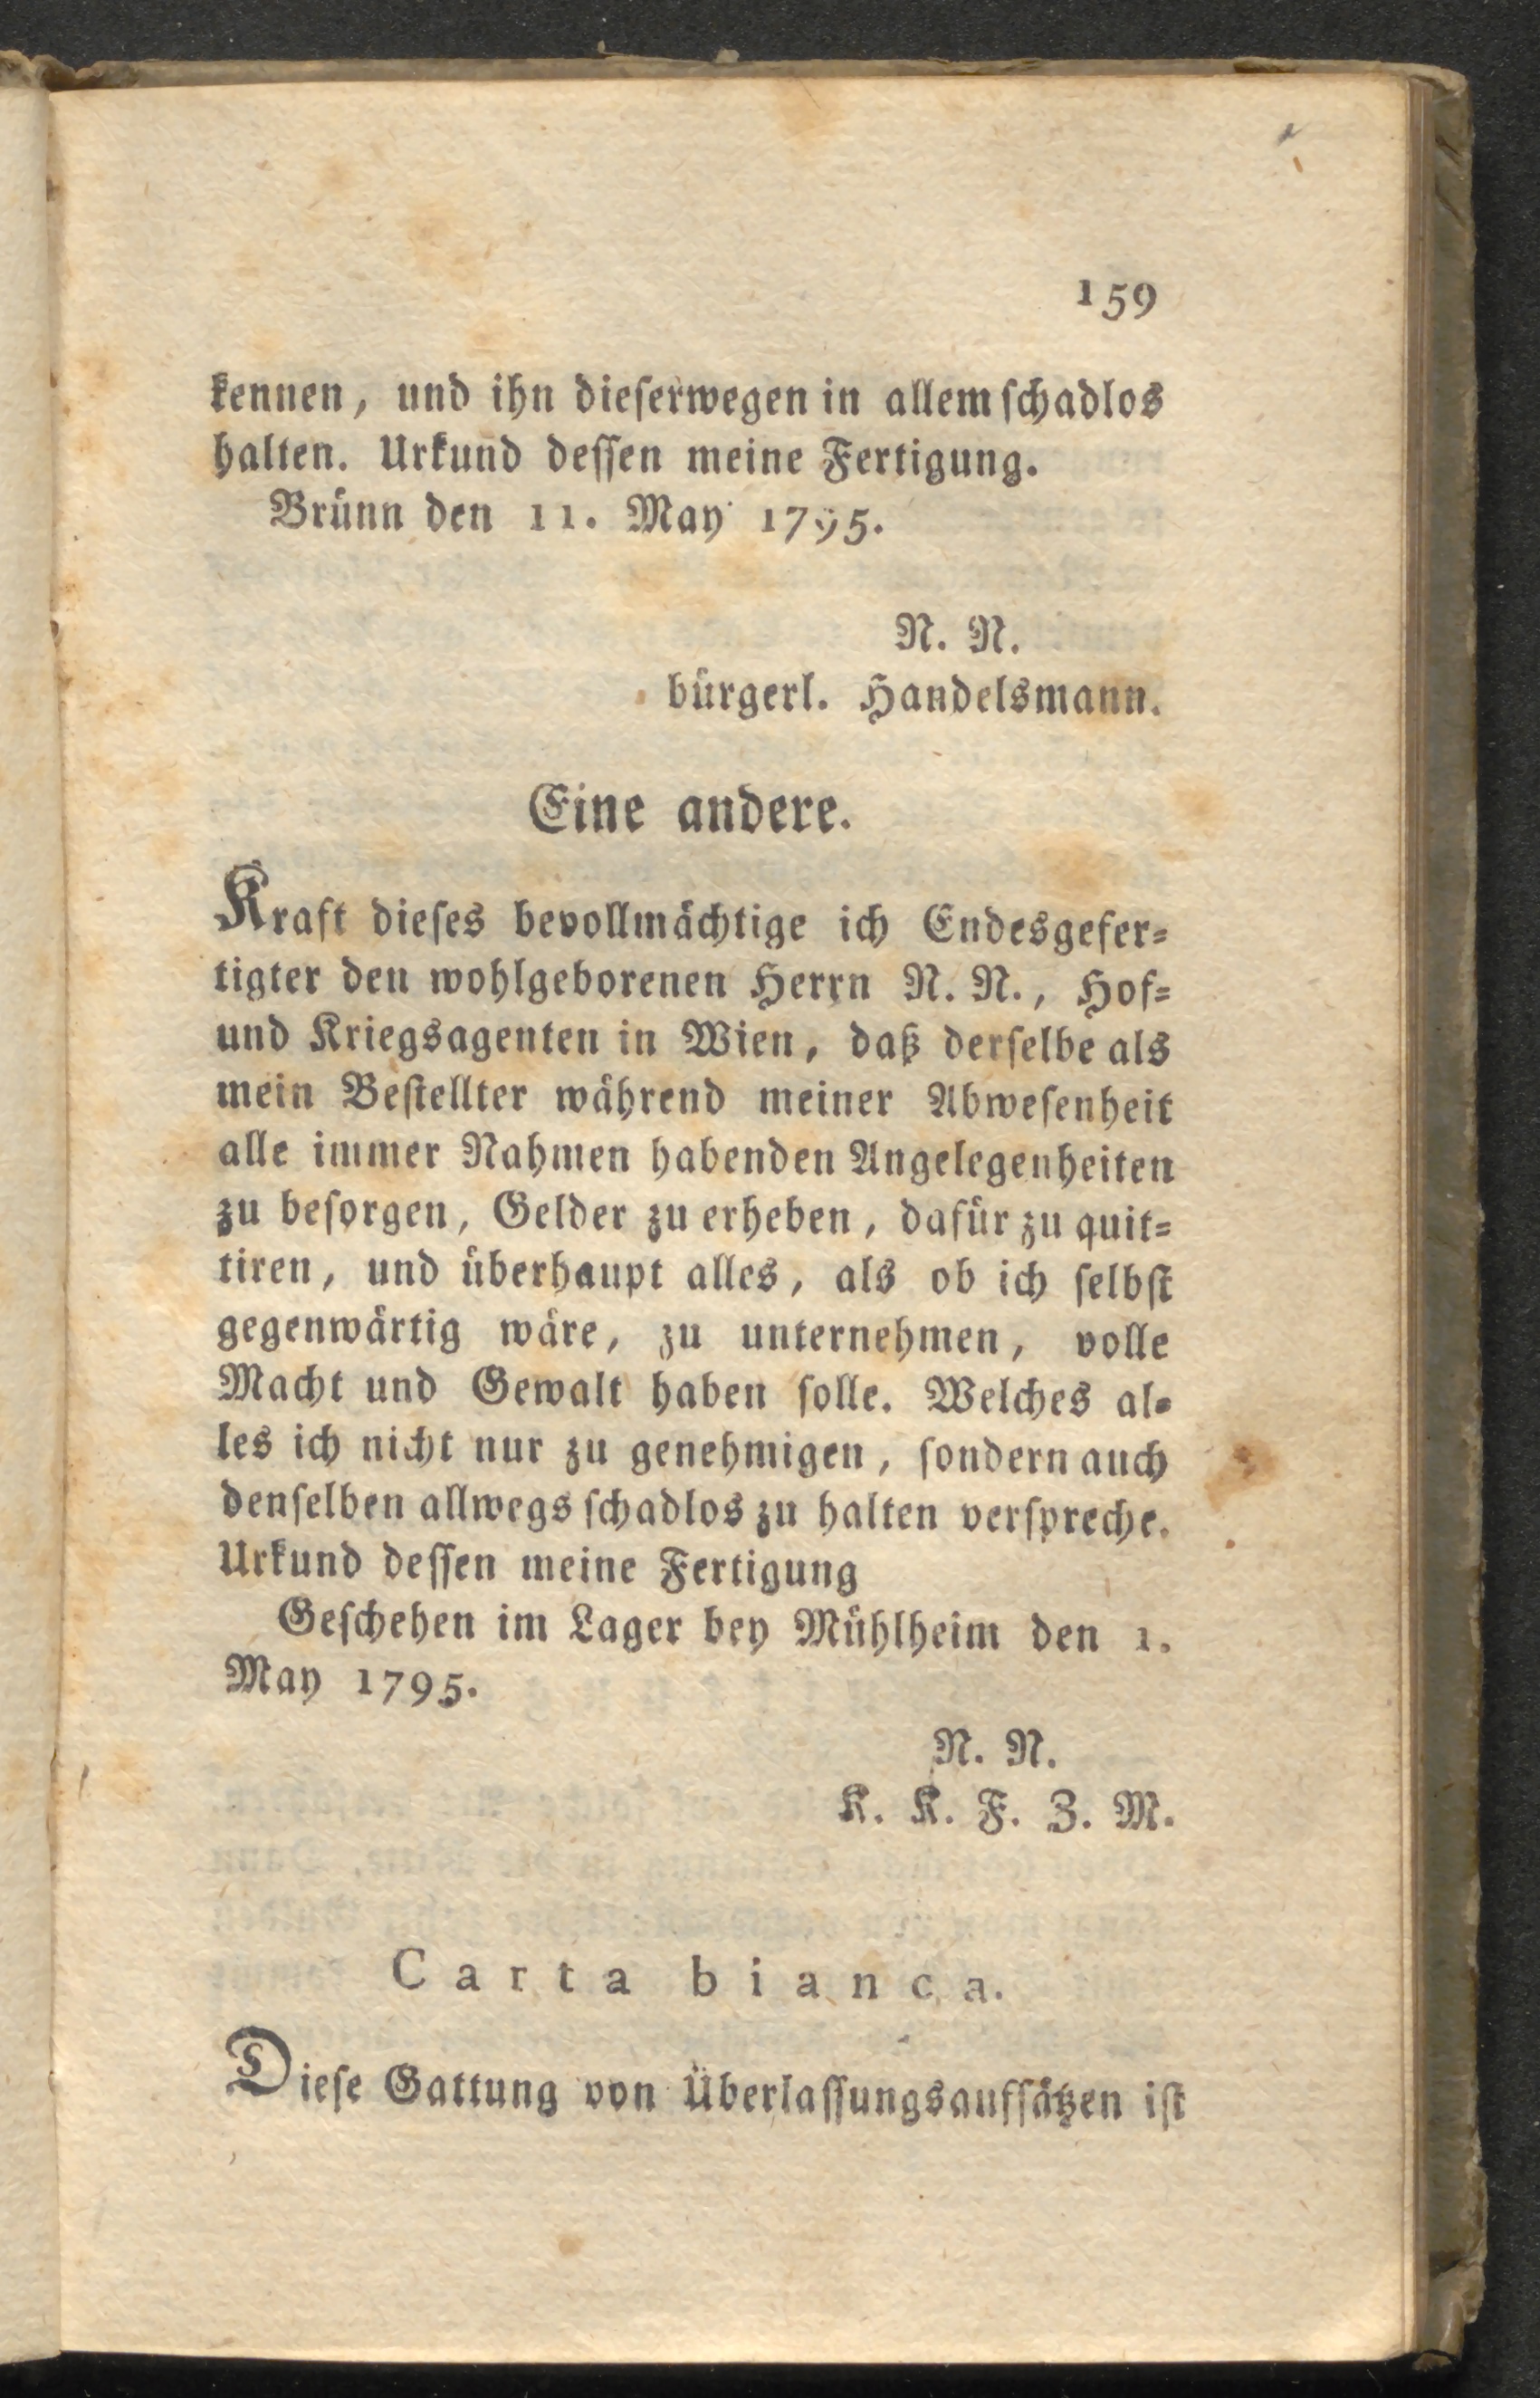 159
kennen, und ihn dieserwegen in allem schadlos
halten. Urkund dessen meine Fertigung.
Brünn den 11. May 1795.
N. N.
bürgerl. Handelsmann.
Eine andere.
Kraft dieses bevollmächtige ich Endesgefer-
tigter den wohlgeborenen Herrn N. N., Hof-
und Kriegsagenten in Wien, daß derselbe als
mein Bestellter während meiner Abwesenheit
alle immer Nahmen habenden Angelegenheiten
zu besorgen, Gelder zu erheben, dafür zu quit-
tiren, und überhaupt alles, als ob ich selbst
gegenwärtig wäre, zu unternehmen, volle
Macht und Gewalt haben solle. Welches al-
les ich nicht nur zu genehmigen, sondern auch
denselben allwegs schadlos zu halten verspreche.
Urkund dessen meine Fertigung
Geschehen im Lager bey Mühlheim den 1.
May 1795.
N. N.
K. K. F. Z. M.
Carta bianca.
Diese Gattung von Überlassungsaufsätzen ist